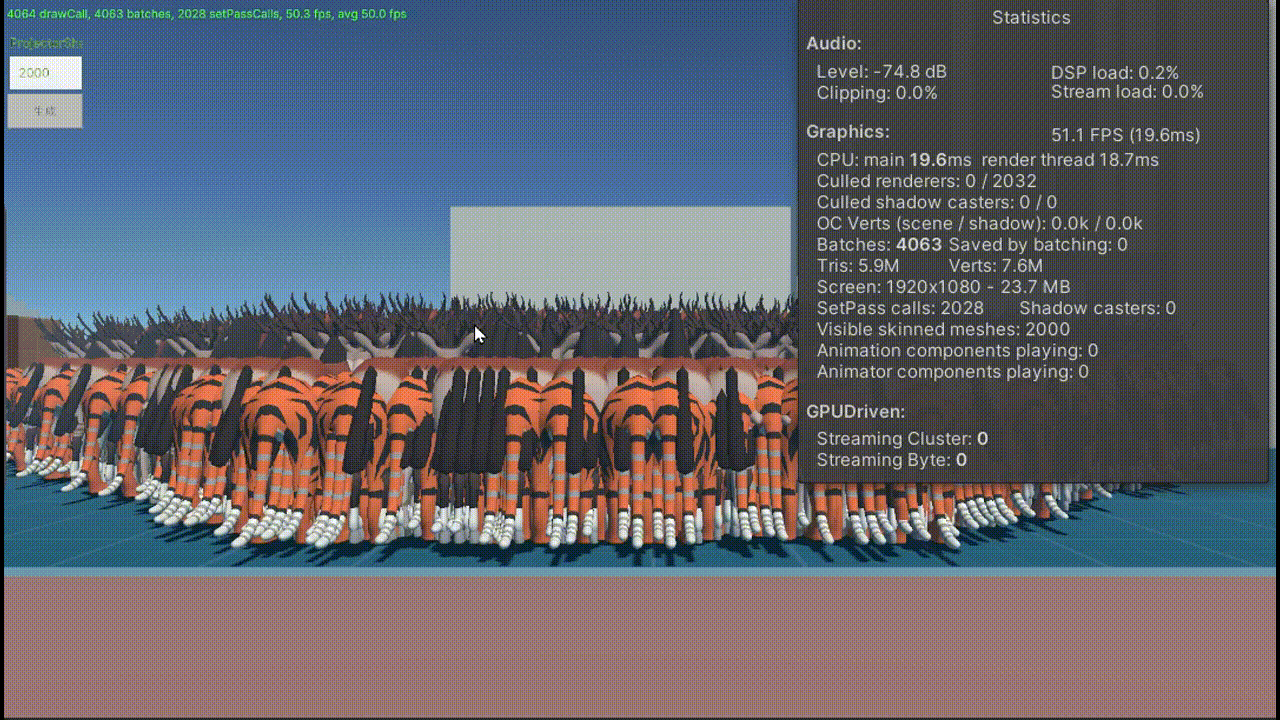 4064 drawCall, 4063 batches, 2028 setPassCalls, 50.3 fps, avg 50.0 fps
2000
生成
Statistics
Audio:
Level: -74.8 dB DSP load: 0.2%
Clipping: 0.0% Stream load: 0.0%
Graphics: 51.1 FPS (19.6ms)
CPU: main 19.6ms render thread 18.7ms
Culled renderers: 0 / 2032
Culled shadow casters: 0 / 0
OC Verts (scene / shadow): 0.0k / 0.0k
Batches: 4063 Saved by batching: 0
Tris: 5.9M Verts: 7.6M
Screen: 1920x1080 - 23.7 MB
SetPass calls: 2028 Shadow casters: 0
Visible skinned meshes: 2000
Animation components playing: 0
Animator components playing: 0
GPUDriven:
Streaming Cluster: 0
Streaming Byte: 0